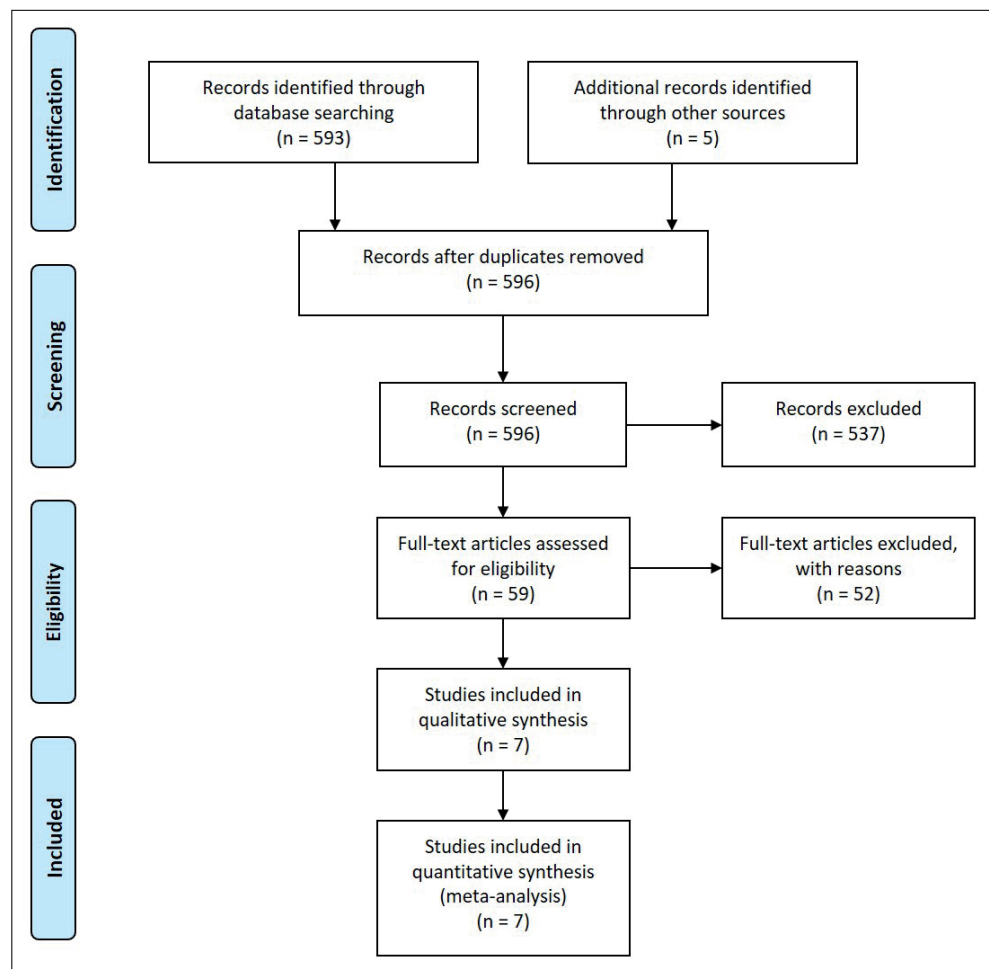 Identification
Records identified through
database searching
(n = 593)
Additional records identified
through other sources
(n = 5)
Records after duplicates removed
(n = 596)
Screening
Records screened
(n = 596)
Records excluded
(n = 537)
Eligibility
Full-text articles assessed
for eligibility
(n = 59)
Full-text articles excluded,
with reasons
(n = 52)
Studies included in
qualitative synthesis
(n = 7)
Included
Studies included in
quantitative synthesis
(meta-analysis)
(n = 7)